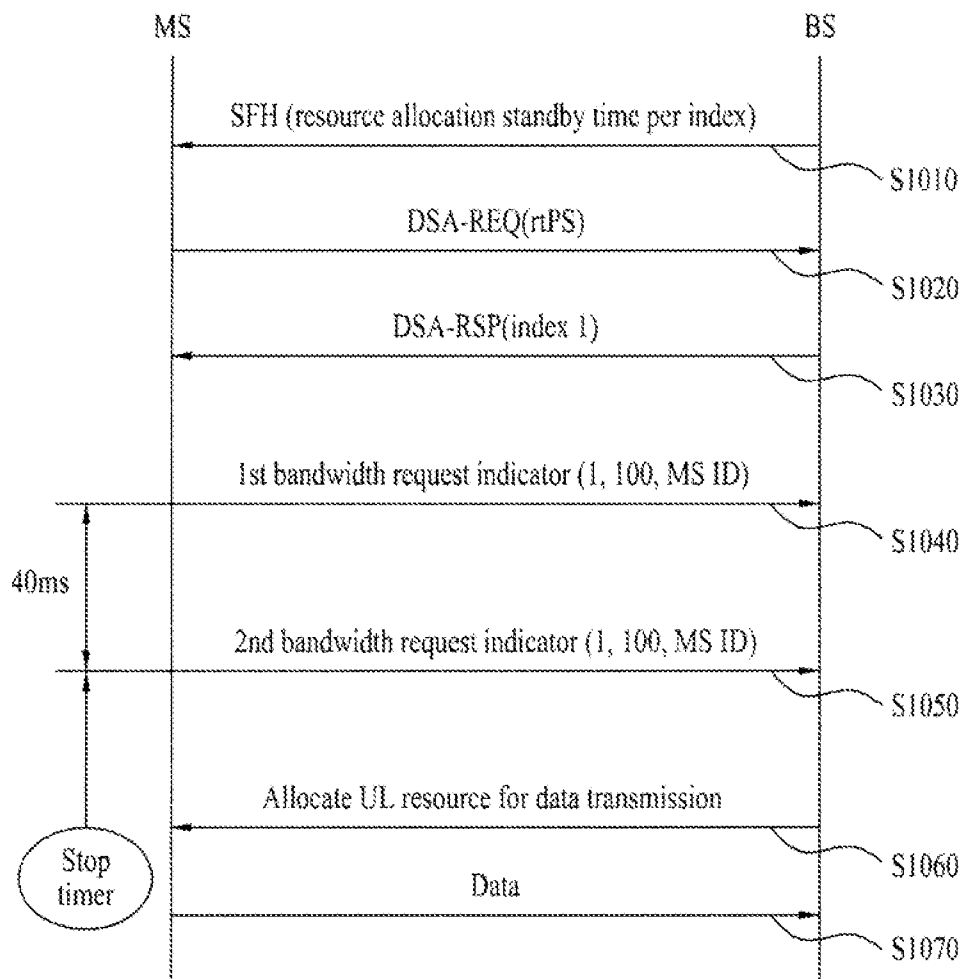 MS
BS
SFH (resource allocation standby time per index)
S1010
DSA-REQ(rtPS)
S1020
DSA-RSP(index 1)
S1030
1st bandwidth request indicator (1, 100, MS ID)
S1040
40ms
2nd bandwidth request indicator (1, 100, MS ID)
S1050
Allocate UL resource for data transmission
S1060
Stop
timer
Data
S1070